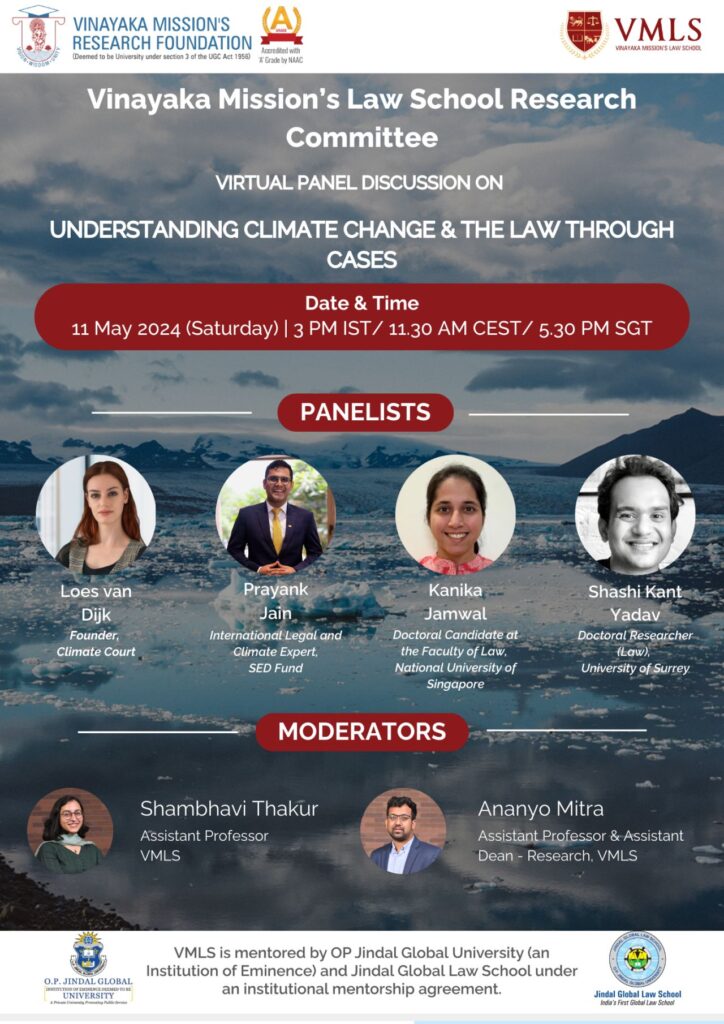 VINAYAKA MISSION'S
RESEARCH FOUNDATION
(Deemed to be University under section 3 of the UGC Act 1956)
Accredited with
'A' Grade by NAAC
VMLS
VINAYAKA MISSION'S LAW SCHOOL
Vinayaka Mission's Law School Research
Committee
VIRTUAL PANEL DISCUSSION ON
UNDERSTANDING CLIMATE CHANGE & THE LAW THROUGH
CASES
Date & Time
11 May 2024 (Saturday) | 3 PM IST/ 11.30 AM CEST/ 5.30 PM SGT
PANELISTS
Loes van
Dijk
Founder,
Climate Court
Prayank
Jain
International Legal and
Climate Expert,
SED Fund
Kanika
Jamwal
Doctoral Candidate at
the Faculty of Law,
National University of
Singapore
Shashi Kant
Yadav
Doctoral Researcher
(Law),
University of Surrey
MODERATORS
Shambhavi Thakur
Assistant Professor
VMLS
Ananyo Mitra
Assistant Professor & Assistant
Dean - Research, VMLS
O.P. JINDAL GLOBAL
INSTITUTION OF EMINENCE DEEMED TO BE
UNIVERSITY
A Private University Promoting Public Service
VMLS is mentored by OP Jindal Global University (an
Institution of Eminence) and Jindal Global Law School under
an institutional mentorship agreement.
Jindal Global Law School
India's First Global Law School